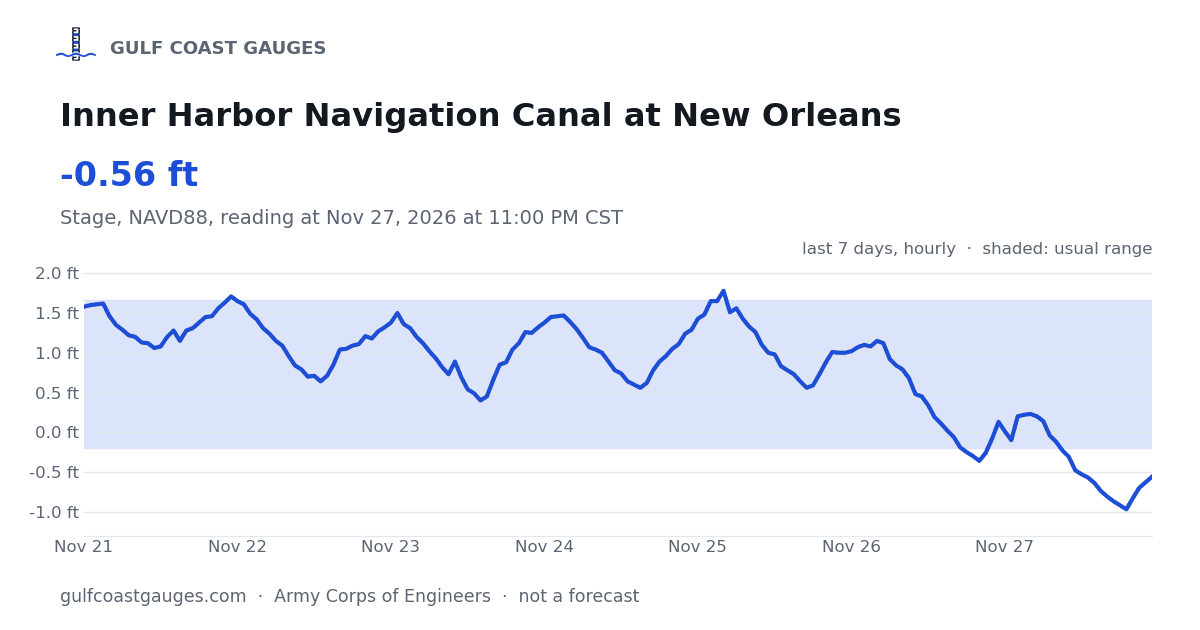 GULF COAST GAUGES
Inner Harbor Navigation Canal at New Orleans
-0.56 ft
Stage, NAVD88, reading at Nov 27, 2026 at 11:00 PM CST
last 7 days, hourly · shaded: usual range
2.0 ft
1.5 ft
1.0 ft
0.5 ft
0.0 ft
-0.5 ft
-1.0 ft
Nov 21 Nov 22 Nov 23 Nov 24 Nov 25 Nov 26 Nov 27
gulfcoastgauges.com · Army Corps of Engineers · not a forecast